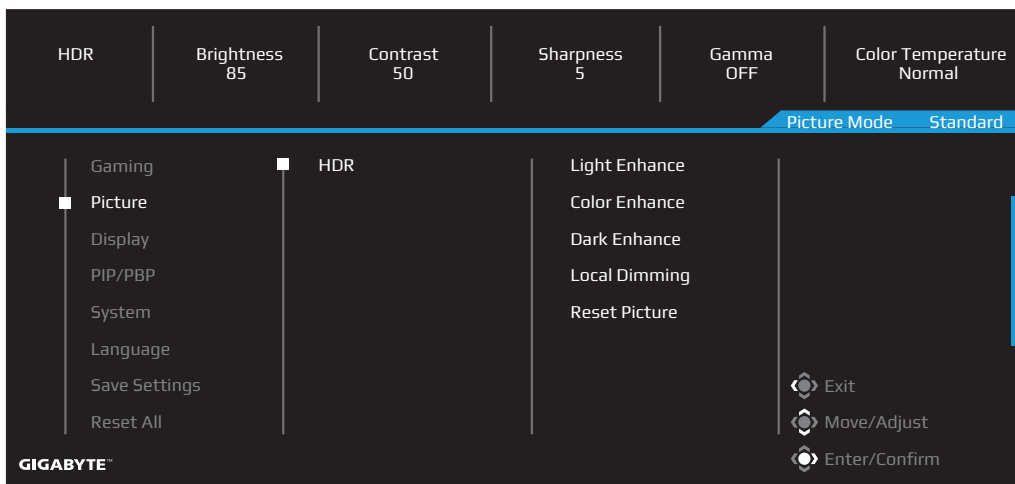 HDR
Brightness
85
Contrast
50
Sharpness
5
Gamma
OFF
Color Temperature
Normal
Picture Mode Standard
Gaming
Picture
Display
PIP/PBP
System
Language
Save Settings
Reset All
HDR
Light Enhance
Color Enhance
Dark Enhance
Local Dimming
Reset Picture
Exit
Move/Adjust
Enter/Confirm
GIGABYTE™